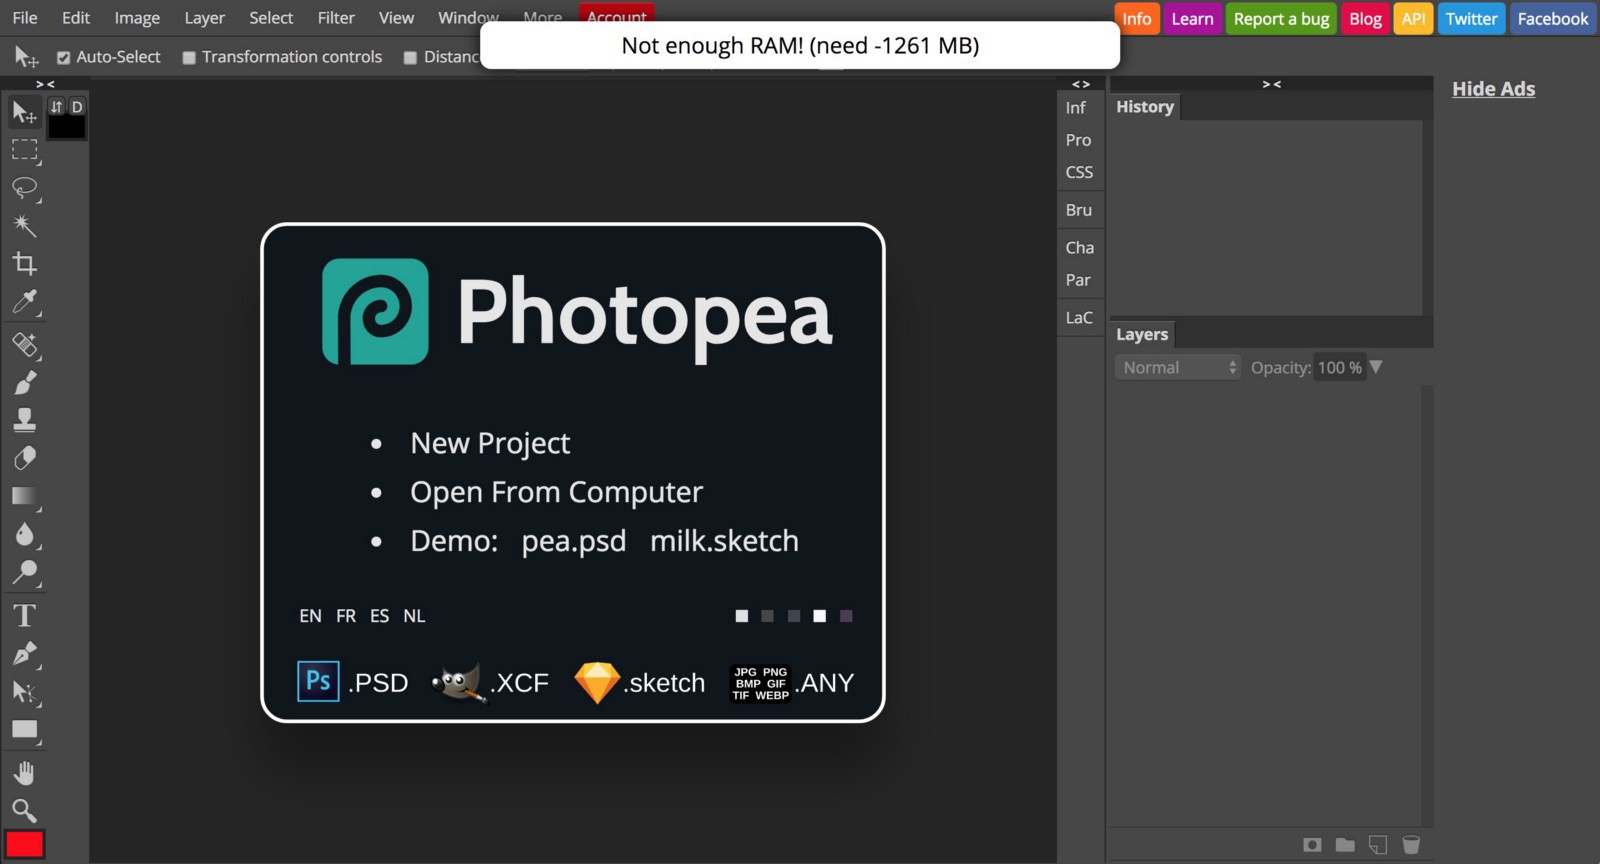 File Edit Image Layer Select Filter View Window More Account
Info Learn Report a bug Blog API Twitter Facebook
Not enough RAM! (need -1261 MB)
Auto-Select Transformation controls Distanc
> <
< >
> <
Hide Ads
D
Inf
Pro
CSS
Bru
Cha
Par
LaC
History
Layers
Normal Opacity: 100 %
Photopea
• New Project
• Open From Computer
• Demo: pea.psd milk.sketch
EN FR ES NL
Ps .PSD .XCF .sketch JPG PNG BMP GIF TIF WEBP .ANY
T